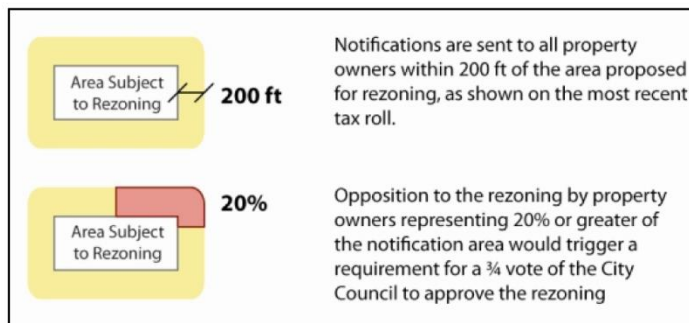 Area Subject
to Rezoning
200 ft
Notifications are sent to all property
owners within 200 ft of the area proposed
for rezoning, as shown on the most recent
tax roll.
Area Subject
to Rezoning
20%
Opposition to the rezoning by property
owners representing 20% or greater of
the notification area would trigger a
requirement for a ¾ vote of the City
Council to approve the rezoning